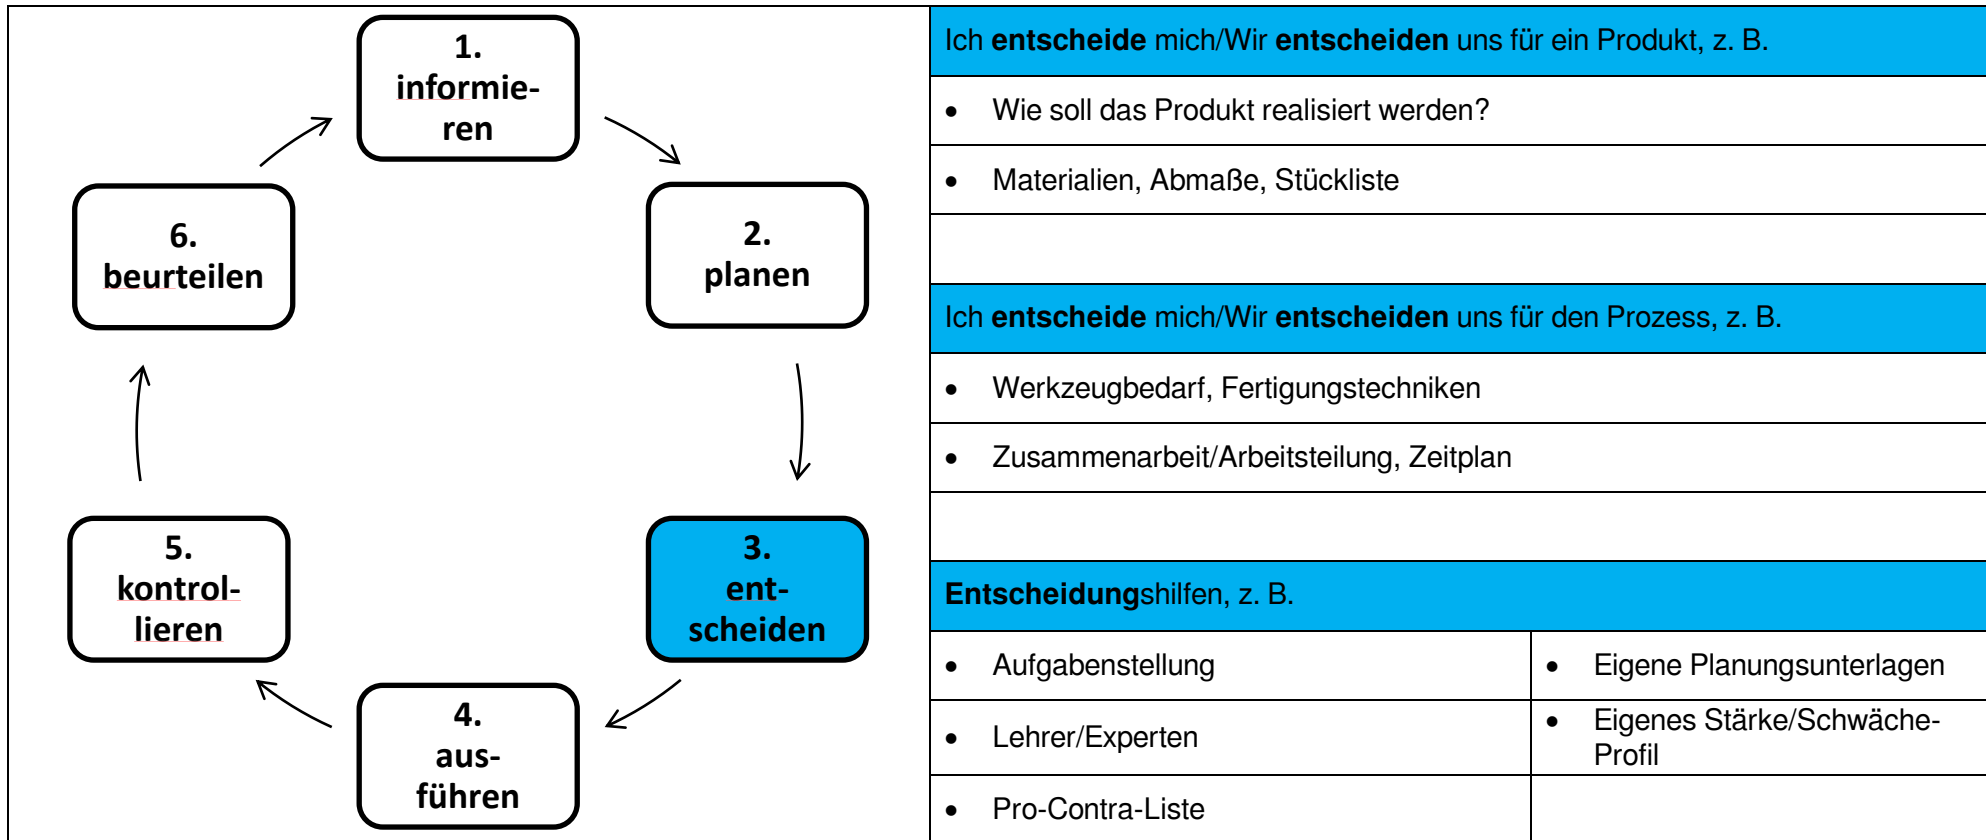 1.
informie-
ren
2.
planen
3.
ent-
scheiden
4.
aus-
führen
5.
kontrol-
lieren
6.
beurteilen
Ich entscheide mich/Wir entscheiden uns für ein Produkt, z. B.
• Wie soll das Produkt realisiert werden?
• Materialien, Abmaße, Stückliste
Ich entscheide mich/Wir entscheiden uns für den Prozess, z. B.
• Werkzeugbedarf, Fertigungstechniken
• Zusammenarbeit/Arbeitsteilung, Zeitplan
Entscheidungshilfen, z. B.
• Aufgabenstellung
• Eigene Planungsunterlagen
• Lehrer/Experten
• Eigenes Stärke/Schwäche-
Profil
• Pro-Contra-Liste